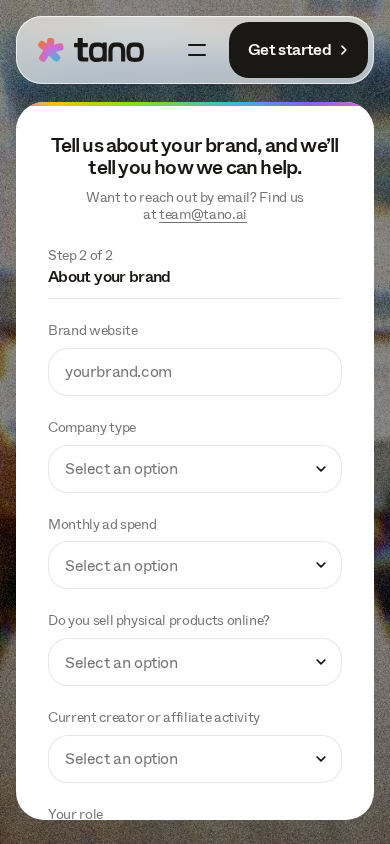 tano
Get started
Tell us about your brand, and we’ll
tell you how we can help.
Want to reach out by email? Find us
at team@tano.ai
Step 2 of 2
About your brand
Brand website
yourbrand.com
Company type
Select an option
Monthly ad spend
Select an option
Do you sell physical products online?
Select an option
Current creator or affiliate activity
Select an option
Your role